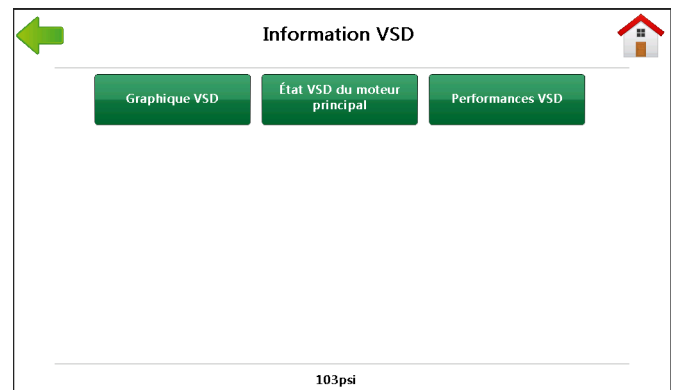 Information VSD
Graphique VSD
État VSD du moteur
principal
Performances VSD
103psi